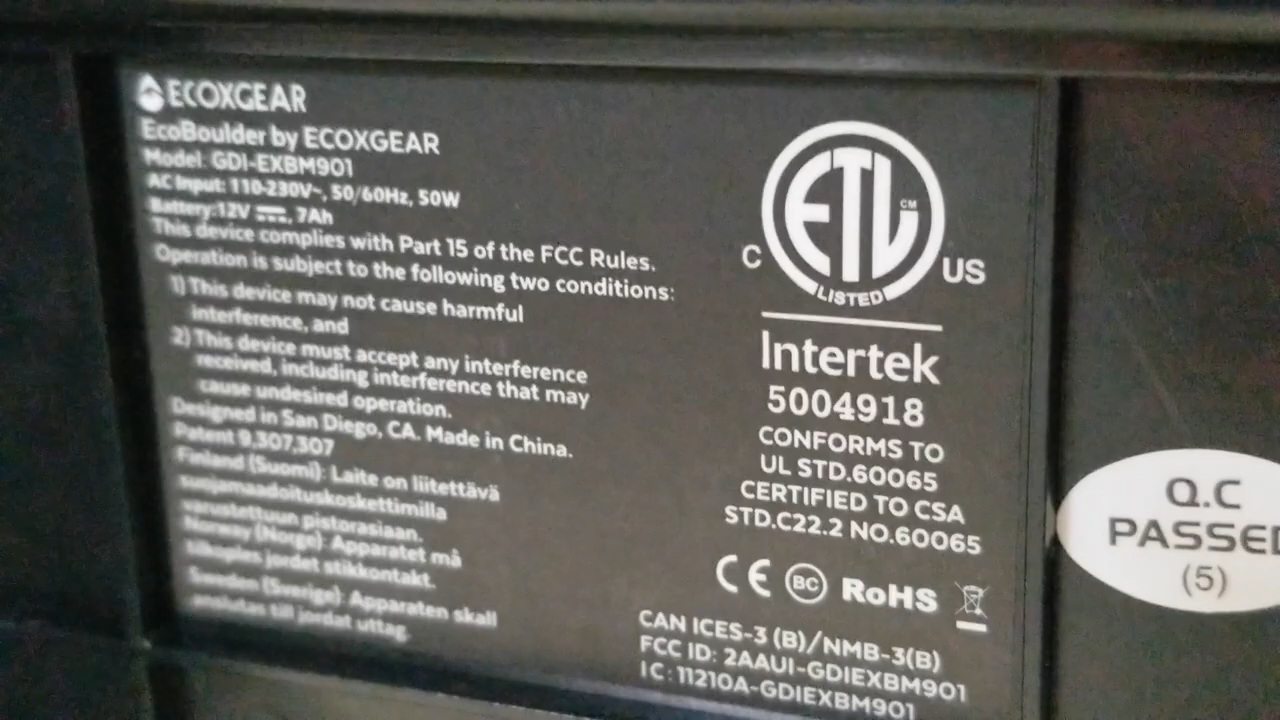 ECOXGEAR
EcoBoulder by ECOXGEAR
Model: GDI-EXBM901
AC Input: 110-230V~, 50/60Hz, 50W
Battery:12V ⎓, 7Ah
This device complies with Part 15 of the FCC Rules.
Operation is subject to the following two conditions:
1) This device may not cause harmful
interference, and
2) This device must accept any interference
received, including interference that may
cause undesired operation.
Designed in San Diego, CA. Made in China.
Patent 9,307,307
Finland (Suomi): Laite on liitettävä
suojamaadoituskoskettimilla
varustettuun pistorasiaan.
Norway (Norge): Apparatet må
tilkoples jordet stikkontakt.
Sweden (Sverige): Apparaten skall
anslutas till jordat uttag.
C ETL CM US
LISTED
Intertek
5004918
CONFORMS TO
UL STD.60065
CERTIFIED TO CSA
STD.C22.2 NO.60065
CE BC RoHS
CAN ICES-3 (B)/NMB-3(B)
FCC ID: 2AAUI-GDIEXBM901
IC: 11210A-GDIEXBM901
Q.C
PASSED
(5)